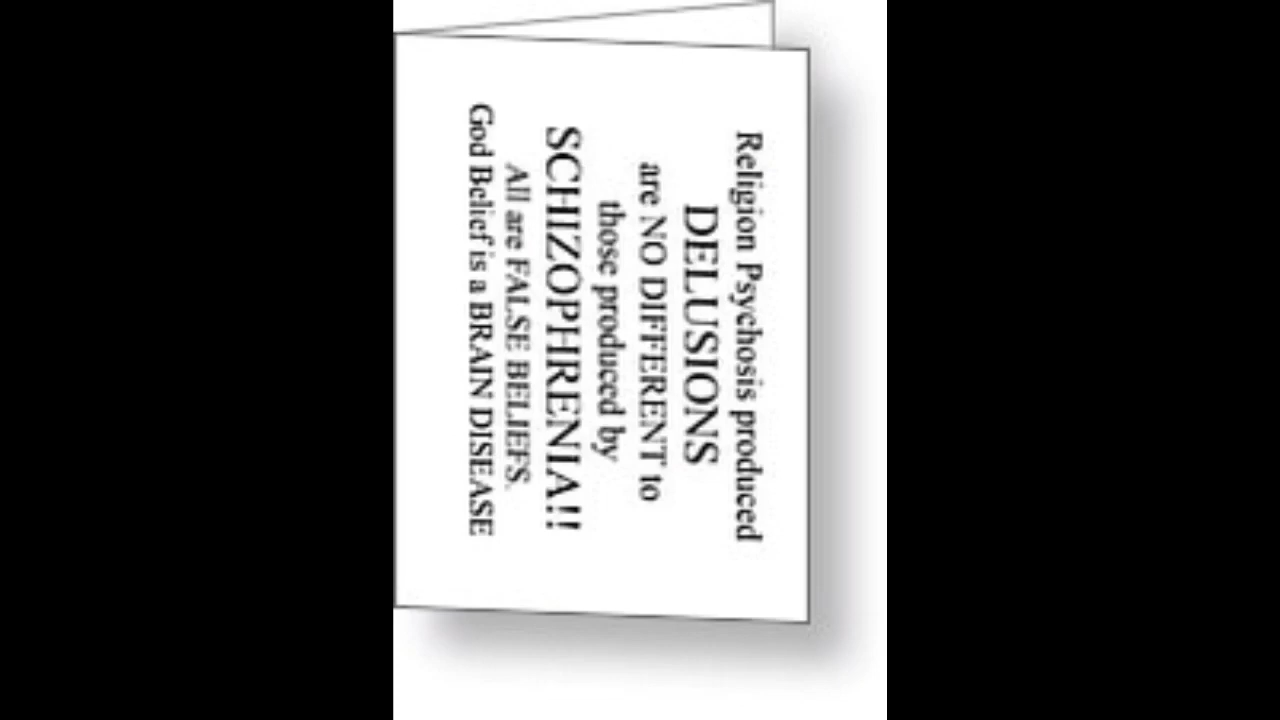 Religion Psychosis produced
DELUSIONS
are NO DIFFERENT to
those produced by
SCHIZOPHRENIA!!
All are FALSE BELIEFS.
God Belief is a BRAIN DISEASE